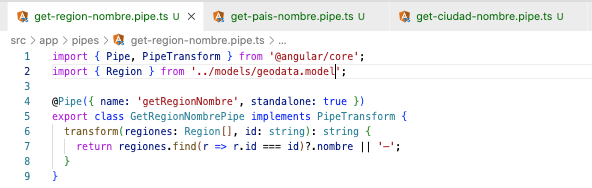 get-region-nombre.pipe.ts U × get-pais-nombre.pipe.ts U get-ciudad-nombre.pipe.ts U
src > app > pipes > get-region-nombre.pipe.ts > ...
1 import { Pipe, PipeTransform } from '@angular/core';
2 import { Region } from '../models/geodata.model';
3
4 @Pipe({ name: 'getRegionNombre', standalone: true })
5 export class GetRegionNombrePipe implements PipeTransform {
6 transform(regiones: Region[], id: string): string {
7 return regiones.find(r => r.id === id)?.nombre || '—';
8 }
9 }